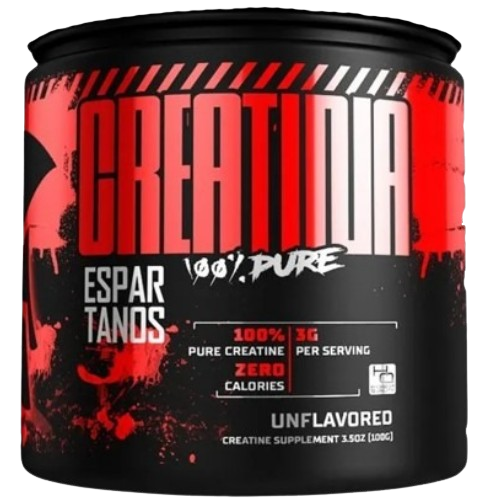 CREATINA
100% PURE
ESPAR
TANOS
100% 3G
PURE CREATINE PER SERVING
ZERO
CALORIES
UNFLAVORED
CREATINE SUPPLEMENT 3.5OZ (100G)